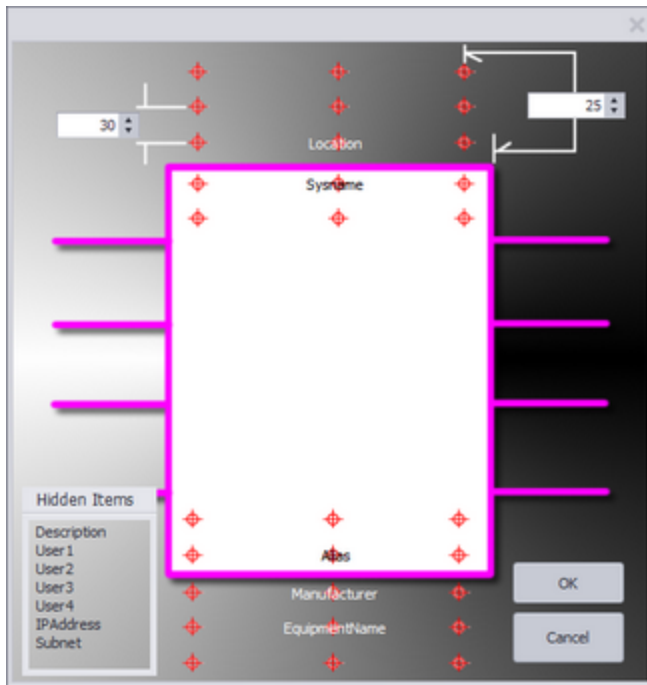 30
25
Location
Sysname
Hidden Items
Description
User1
User2
User3
User4
IPAddress
Subnet
Alias
Manufacturer
EquipmentName
OK
Cancel